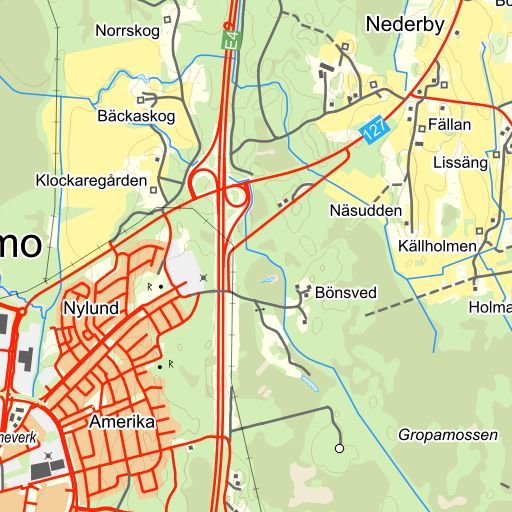 Norrskog
E4
Nederby
Bäckaskog
127
Fällan
Lissäng
Klockaregården
Näsudden
mo
Källholmen
R
Bönsved
Nylund
Holma
R
Amerika
neverk
Gropamossen